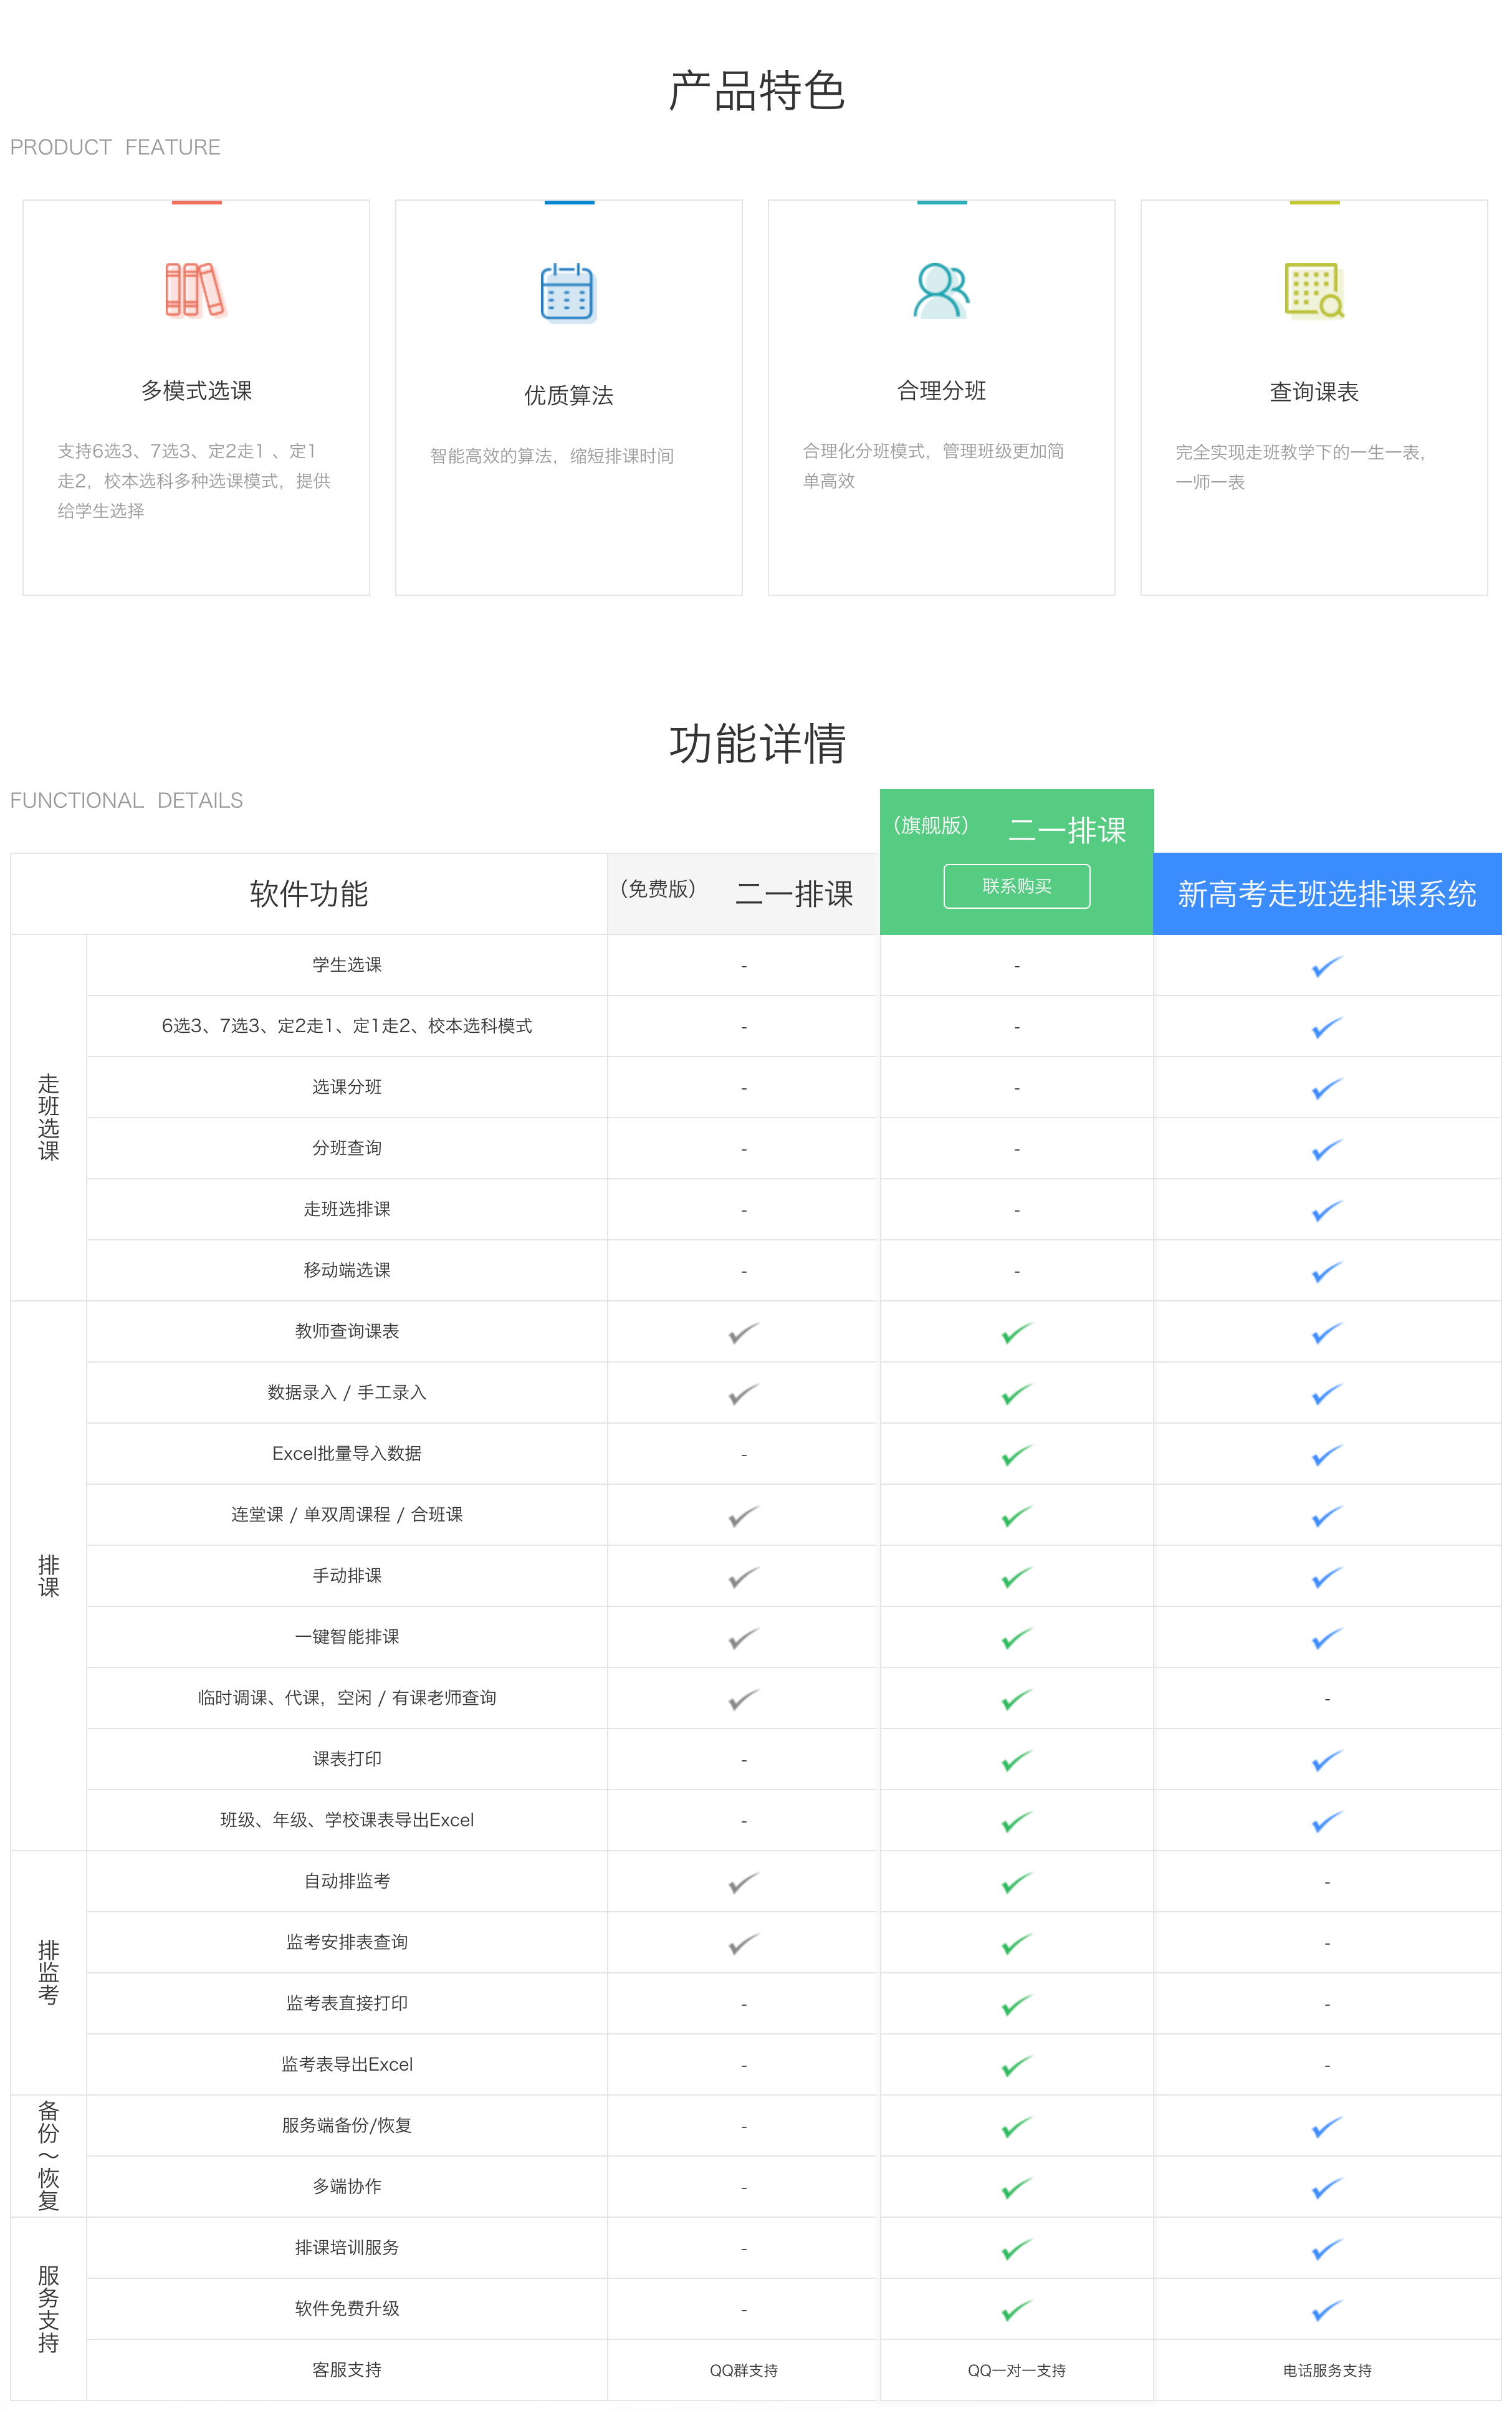 产品特色
PRODUCT FEATURE
多模式选课
支持6选3、7选3、定2走1 、定1
走2，校本选科多种选课模式，提供
给学生选择
优质算法
智能高效的算法，缩短排课时间
合理分班
合理化分班模式，管理班级更加简
单高效
查询课表
完全实现走班教学下的一生一表，
一师一表
功能详情
FUNCTIONAL DETAILS
软件功能
（免费版） 二一排课
（旗舰版） 二一排课
联系购买
新高考走班选排课系统
走班选课
学生选课 - -
6选3、7选3、定2走1、定1走2、校本选科模式 - -
选课分班 - -
分班查询 - -
走班选排课 - -
移动端选课 - -
排课
教师查询课表
数据录入 / 手工录入
Excel批量导入数据 -
连堂课 / 单双周课程 / 合班课
手动排课
一键智能排课
临时调课、代课，空闲 / 有课老师查询 -
课表打印 -
班级、年级、学校课表导出Excel -
排监考
自动排监考 -
监考安排表查询 -
监考表直接打印 - -
监考表导出Excel - -
备份～恢复
服务端备份/恢复 -
多端协作 -
服务支持
排课培训服务 -
软件免费升级 -
客服支持 QQ群支持 QQ一对一支持 电话服务支持